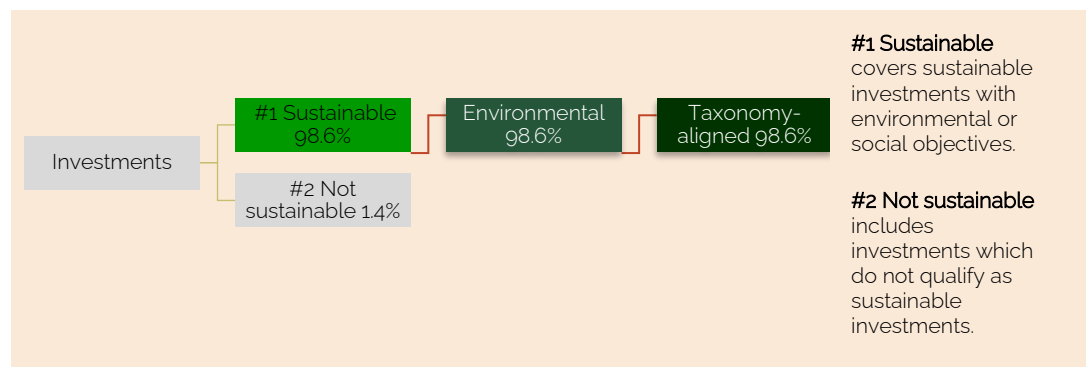 Investments
#1 Sustainable
98.6%
#2 Not
sustainable 1.4%
Environmental
98.6%
Taxonomy-
aligned 98.6%
#1 Sustainable
covers sustainable
investments with
environmental or
social objectives.
#2 Not sustainable
includes
investments which
do not qualify as
sustainable
investments.